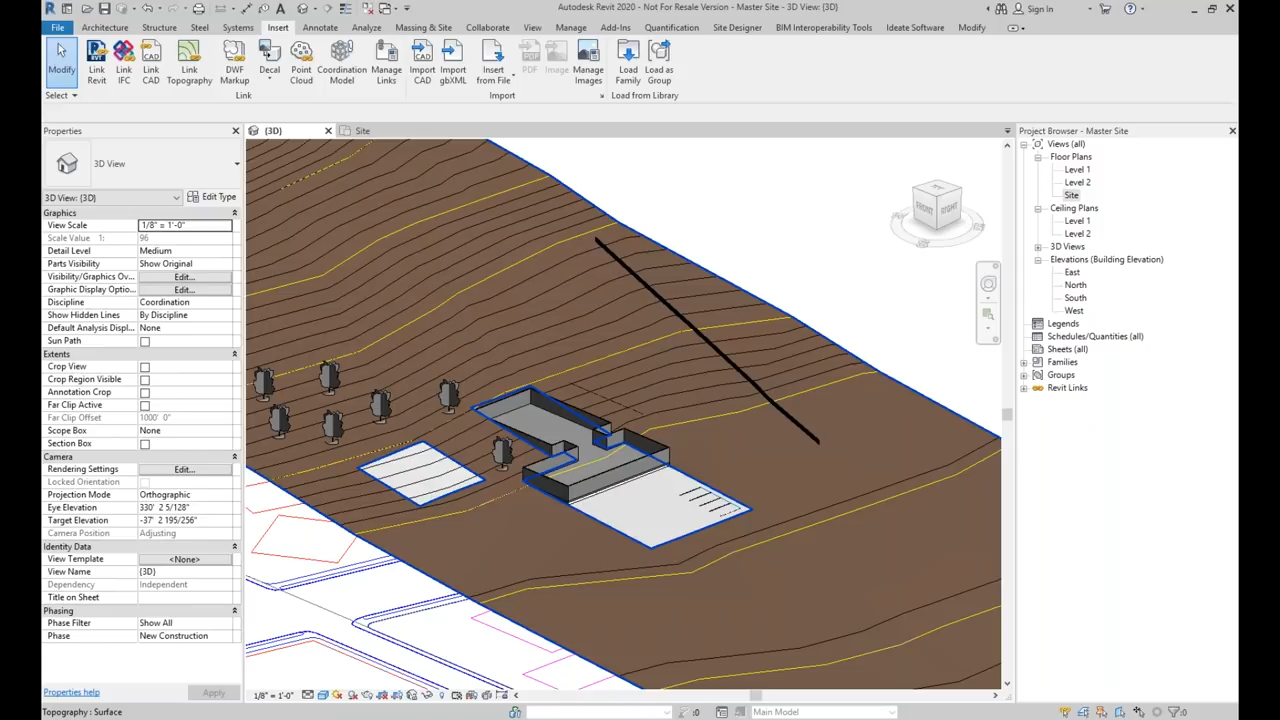 Autodesk Revit 2020 - Not For Resale Version - Master Site - 3D View: {3D}
Sign In
File Architecture Structure Steel Systems Insert Annotate Analyze Massing & Site Collaborate View Manage Add-Ins Quantification Site Designer BIM Interoperability Tools Ideate Software Modify
Modify
Link Revit
Link IFC
Link CAD
Link Topography
DWF Markup
Decal
Point Cloud
Coordination Model
Manage Links
Import CAD
Import gbXML
Insert from File
PDF
Image
Manage Images
Load Family
Load as Group
Select
Link
Import
Load from Library
Properties
{3D}
Site
Project Browser - Master Site
3D View
3D View: {3D}
Edit Type
Graphics
View Scale 1/8" = 1'-0"
Scale Value 1: 96
Detail Level Medium
Parts Visibility Show Original
Visibility/Graphics Ov... Edit...
Graphic Display Optio... Edit...
Discipline Coordination
Show Hidden Lines By Discipline
Default Analysis Displ... None
Sun Path
Extents
Crop View
Crop Region Visible
Annotation Crop
Far Clip Active
Far Clip Offset 1000' 0"
Scope Box None
Section Box
Camera
Rendering Settings Edit...
Locked Orientation
Projection Mode Orthographic
Eye Elevation 330' 2 5/128"
Target Elevation -37' 2 195/256"
Camera Position Adjusting
Identity Data
View Template <None>
View Name {3D}
Dependency Independent
Title on Sheet
Phasing
Phase Filter Show All
Phase New Construction
Properties help
Apply
FRONT
RIGHT
Views (all)
Floor Plans
Level 1
Level 2
Site
Ceiling Plans
Level 1
Level 2
3D Views
Elevations (Building Elevation)
East
North
South
West
Legends
Schedules/Quantities (all)
Sheets (all)
Families
Groups
Revit Links
1/8" = 1'-0"
Topography : Surface
:0
Main Model
:0